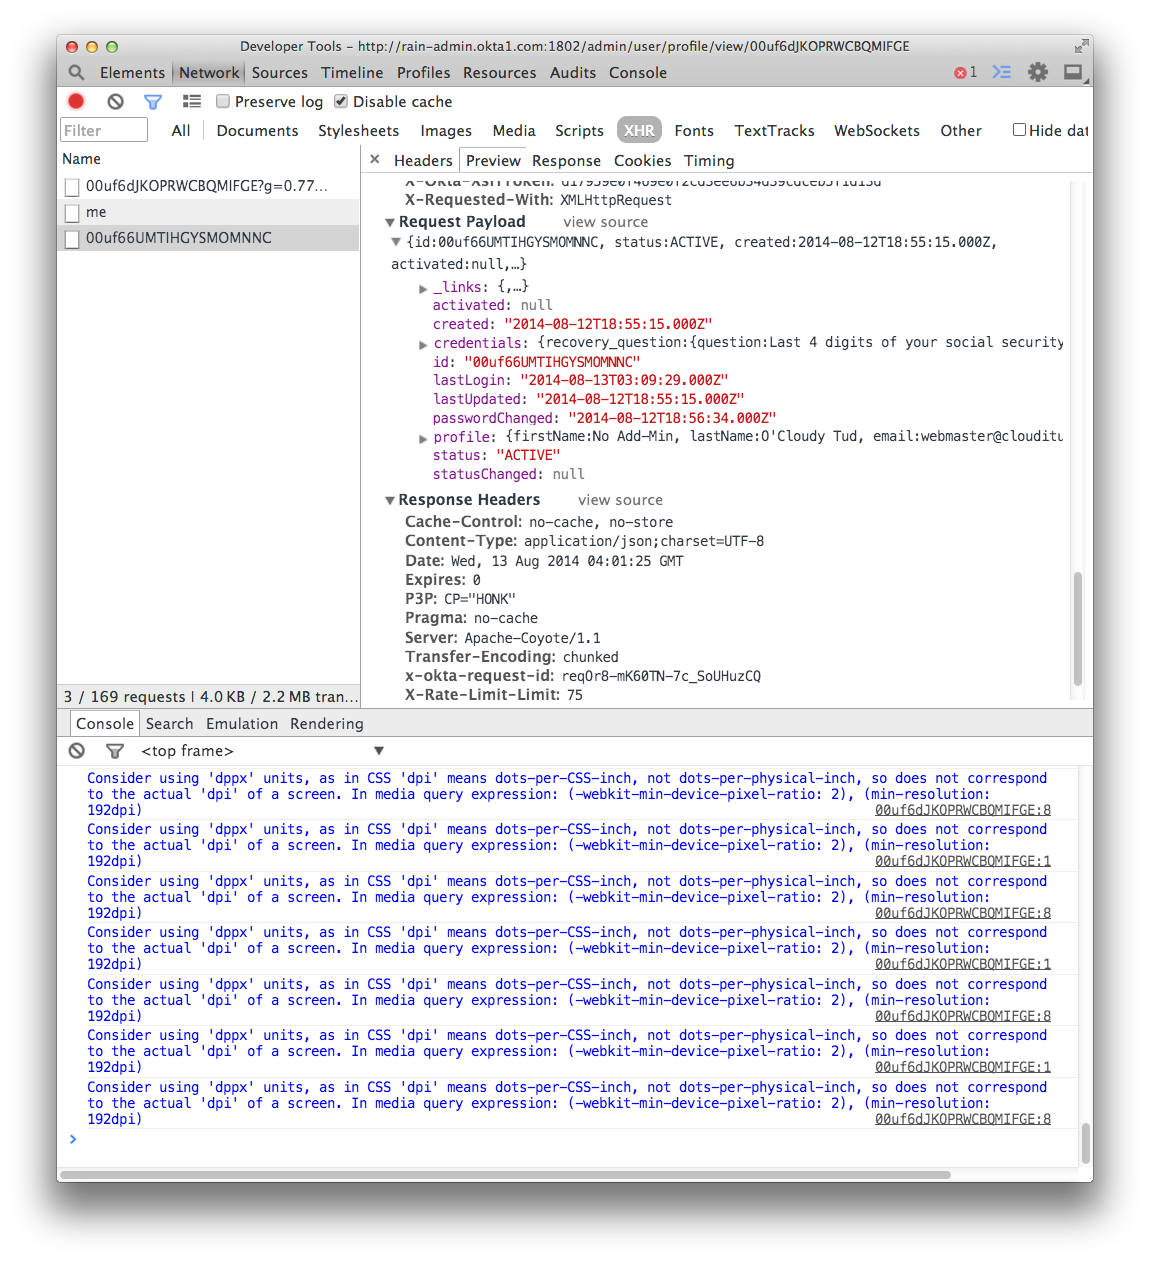 Developer Tools - http://rain-admin.okta1.com:1802/admin/user/profile/view/00uf6dJKOPRWCBQMIFGE
Elements Network Sources Timeline Profiles Resources Audits Console 1
Preserve log Disable cache
Filter All Documents Stylesheets Images Media Scripts XHR Fonts TextTracks WebSockets Other Hide dat
Name
00uf6dJKOPRWCBQMIFGE?g=0.77...
me
00uf66UMTIHGYSMOMNNC
3 / 169 requests | 4.0 KB / 2.2 MB tran...
× Headers Preview Response Cookies Timing
X-Requested-With: XMLHttpRequest
Request Payload view source
{id:00uf66UMTIHGYSMOMNNC, status:ACTIVE, created:2014-08-12T18:55:15.000Z,
activated:null,…}
_links: {,…}
activated: null
created: "2014-08-12T18:55:15.000Z"
credentials: {recovery_question:{question:Last 4 digits of your social security
id: "00uf66UMTIHGYSMOMNNC"
lastLogin: "2014-08-13T03:09:29.000Z"
lastUpdated: "2014-08-12T18:55:15.000Z"
passwordChanged: "2014-08-12T18:56:34.000Z"
profile: {firstName:No Add-Min, lastName:O'Cloudy Tud, email:webmaster@clouditu
status: "ACTIVE"
statusChanged: null
Response Headers view source
Cache-Control: no-cache, no-store
Content-Type: application/json;charset=UTF-8
Date: Wed, 13 Aug 2014 04:01:25 GMT
Expires: 0
P3P: CP="HONK"
Pragma: no-cache
Server: Apache-Coyote/1.1
Transfer-Encoding: chunked
x-okta-request-id: reqOr8-mK60TN-7c_SoUHuzCQ
X-Rate-Limit-Limit: 75
Console Search Emulation Rendering
<top frame>
Consider using 'dppx' units, as in CSS 'dpi' means dots-per-CSS-inch, not dots-per-physical-inch, so does not correspond
to the actual 'dpi' of a screen. In media query expression: (-webkit-min-device-pixel-ratio: 2), (min-resolution:
192dpi) 00uf6dJKOPRWCBQMIFGE:8
Consider using 'dppx' units, as in CSS 'dpi' means dots-per-CSS-inch, not dots-per-physical-inch, so does not correspond
to the actual 'dpi' of a screen. In media query expression: (-webkit-min-device-pixel-ratio: 2), (min-resolution:
192dpi) 00uf6dJKOPRWCBQMIFGE:1
Consider using 'dppx' units, as in CSS 'dpi' means dots-per-CSS-inch, not dots-per-physical-inch, so does not correspond
to the actual 'dpi' of a screen. In media query expression: (-webkit-min-device-pixel-ratio: 2), (min-resolution:
192dpi) 00uf6dJKOPRWCBQMIFGE:8
Consider using 'dppx' units, as in CSS 'dpi' means dots-per-CSS-inch, not dots-per-physical-inch, so does not correspond
to the actual 'dpi' of a screen. In media query expression: (-webkit-min-device-pixel-ratio: 2), (min-resolution:
192dpi) 00uf6dJKOPRWCBQMIFGE:1
Consider using 'dppx' units, as in CSS 'dpi' means dots-per-CSS-inch, not dots-per-physical-inch, so does not correspond
to the actual 'dpi' of a screen. In media query expression: (-webkit-min-device-pixel-ratio: 2), (min-resolution:
192dpi) 00uf6dJKOPRWCBQMIFGE:8
Consider using 'dppx' units, as in CSS 'dpi' means dots-per-CSS-inch, not dots-per-physical-inch, so does not correspond
to the actual 'dpi' of a screen. In media query expression: (-webkit-min-device-pixel-ratio: 2), (min-resolution:
192dpi) 00uf6dJKOPRWCBQMIFGE:1
Consider using 'dppx' units, as in CSS 'dpi' means dots-per-CSS-inch, not dots-per-physical-inch, so does not correspond
to the actual 'dpi' of a screen. In media query expression: (-webkit-min-device-pixel-ratio: 2), (min-resolution:
192dpi) 00uf6dJKOPRWCBQMIFGE:8
>